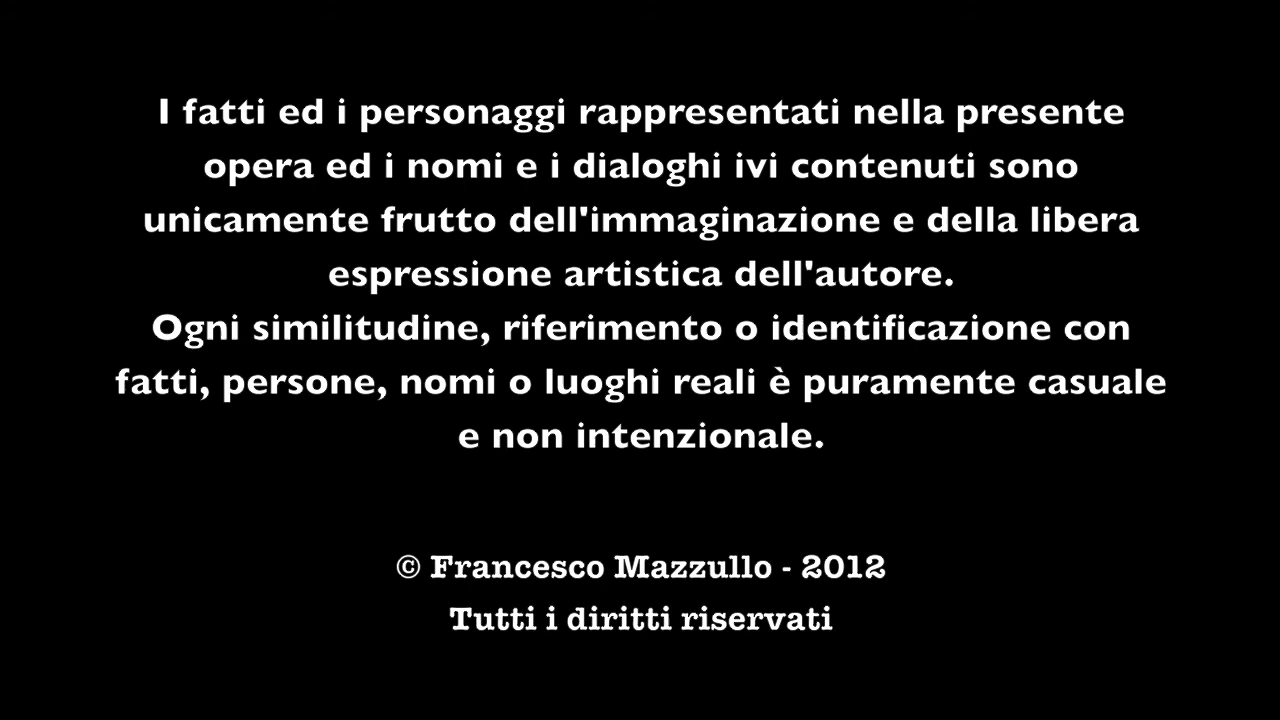 I fatti ed i personaggi rappresentati nella presente
opera ed i nomi e i dialoghi ivi contenuti sono
unicamente frutto dell'immaginazione e della libera
espressione artistica dell'autore.
Ogni similitudine, riferimento o identificazione con
fatti, persone, nomi o luoghi reali è puramente casuale
e non intenzionale.
© Francesco Mazzullo - 2012
Tutti i diritti riservati